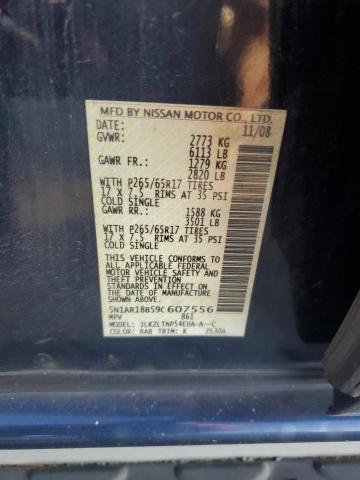 MFD BY NISSAN MOTOR CO., LTD.
DATE: 11/08
GVWR: 2773 KG
6113 LB
GAWR FR.: 1279 KG
2820 LB
WITH P265/65R17 TIRES
17 X 7.5 RIMS AT 35 PSI
COLD SINGLE
GAWR RR.: 1588 KG
3501 LB
WITH P265/65R17 TIRES
17 X 7.5 RIMS AT 35 PSI
COLD SINGLE
THIS VEHICLE CONFORMS TO
ALL APPLICABLE FEDERAL
MOTOR VEHICLE SAFETY AND
THEFT PREVENTION
STANDARDS IN EFFECT ON
THE DATE OF MANUFACTURE
SHOWN ABOVE
5N1AR18B59C607556
MPV 861
MODEL: JLKZLTNP54EUA-A--C
COLOR: RAB TRIM: K 2530A